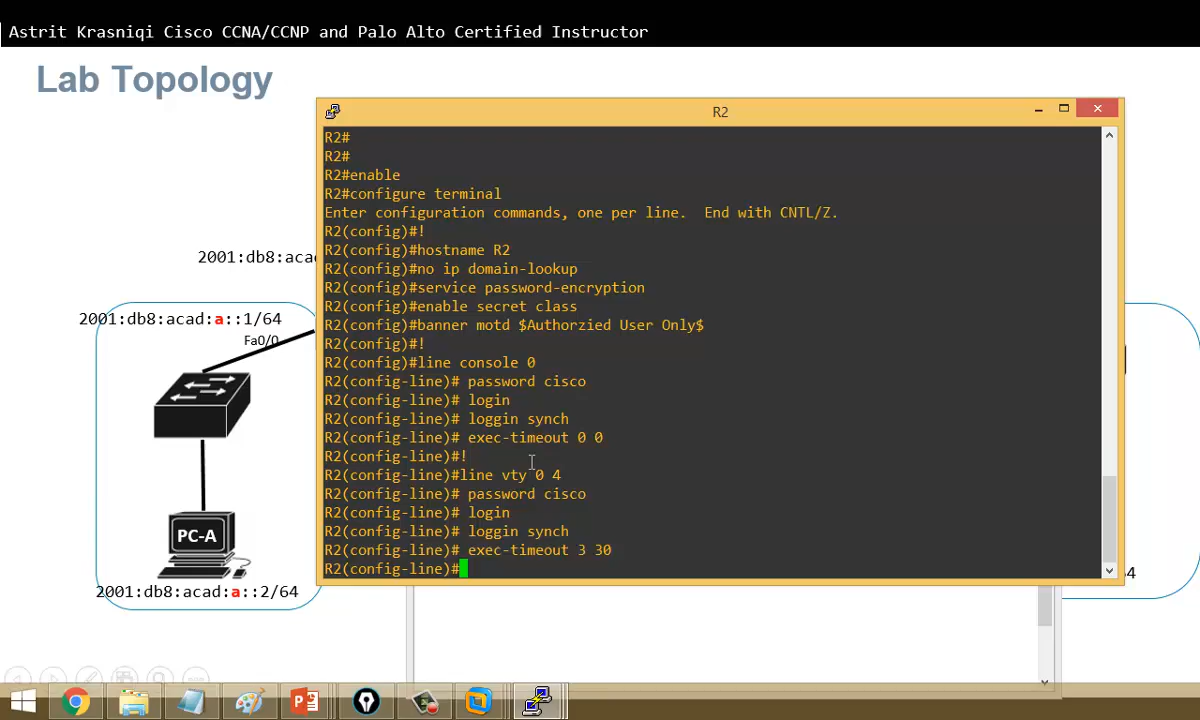 Astrit Krasniqi Cisco CCNA/CCNP and Palo Alto Certified Instructor
Lab Topology
R2
R2#
R2#
R2#enable
R2#configure terminal
Enter configuration commands, one per line.  End with CNTL/Z.
R2(config)#!
R2(config)#hostname R2
R2(config)#no ip domain-lookup
R2(config)#service password-encryption
R2(config)#enable secret class
R2(config)#banner motd $Authorzied User Only$
R2(config)#!
R2(config)#line console 0
R2(config-line)# password cisco
R2(config-line)# login
R2(config-line)# loggin synch
R2(config-line)# exec-timeout 0 0
R2(config-line)#!
R2(config-line)#line vty 0 4
R2(config-line)# password cisco
R2(config-line)# login
R2(config-line)# loggin synch
R2(config-line)# exec-timeout 3 30
R2(config-line)#
2001:db8:aca
2001:db8:acad:a::1/64
Fa0/0
PC-A
2001:db8:acad:a::2/64
64